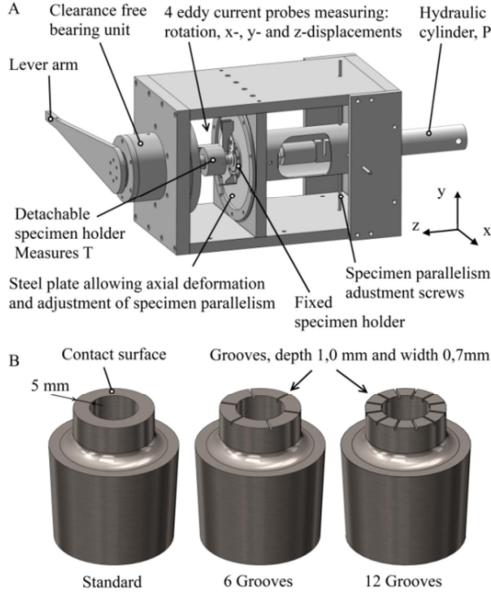 A
Clearance free
bearing unit
4 eddy current probes measuring:
rotation, x-, y- and z-displacements
Hydraulic
cylinder, P
Lever arm
y
z
x
Detachable
specimen holder
Measures T
Steel plate allowing axial deformation
and adjustment of specimen parallelism
Fixed
specimen holder
Specimen parallelism
adustment screws
B
Contact surface
Grooves, depth 1,0 mm and width 0,7mm
5 mm
Standard
6 Grooves
12 Grooves